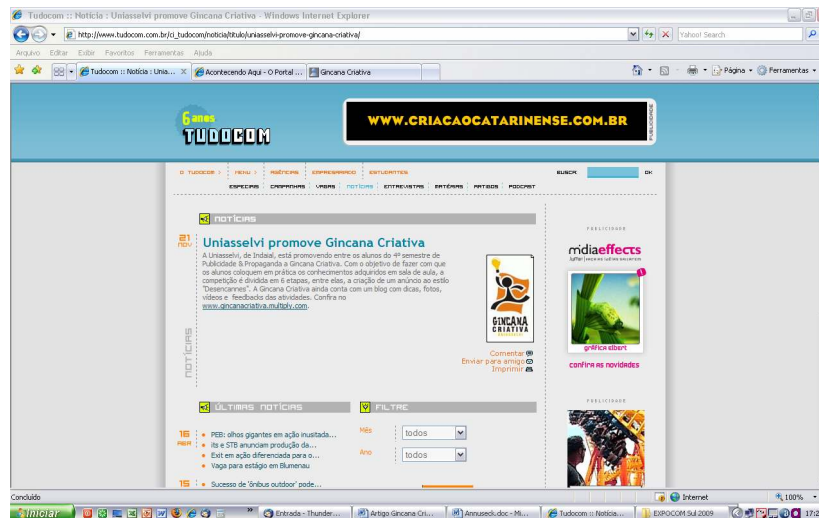 Tudocom :: Notícia : Uniasselvi promove Gincana Criativa - Windows Internet Explorer
http://www.tudocom.com.br/ci_tudocom/noticia/titulo/uniasselvi-promove-gincana-criativa/
Yahoo! Search
Arquivo Editar Exibir Favoritos Ferramentas Ajuda
Tudocom :: Notícia : Unia... Acontecendo Aqui - O Portal ... Gincana Criativa
Página Ferramentas
6 anos
TUDOCOM
WWW.CRIACAOCATARINENSE.COM.BR
PUBLICIDADE
O TUDOCOM > MENU > AGÊNCIAS EMPRESARIADO ESTUDANTES
BUSCA: OK
ESPECIAIS CAMPANHAS VAGAS NOTÍCIAS ENTREVISTAS MATÉRIAS ARTIGOS PODCAST
NOTÍCIAS
21
NOV
Uniasselvi promove Gincana Criativa
A Uniasselvi, de Indaial, está promovendo entre os alunos do 4º semestre de
Publicidade & Propaganda a Gincana Criativa. Com o objetivo de fazer com que
os alunos coloquem em prática os conhecimentos adquiridos em sala de aula, a
competição é dividida em 6 etapas, entre elas, a criação de um anúncio ao estilo
"Desencannes". A Gincana Criativa ainda conta com um blog com dicas, fotos,
vídeos e feedbacks das atividades. Confira no
www.gincanacriativa.multiply.com.
NOTÍCIAS
GINCANA
CRIATIVA
Comentar
Enviar para amigo
Imprimir
PUBLICIDADE
mídiaeffects
gráfica elbert
confira as novidades
PUBLICIDADE
ÚLTIMAS NOTÍCIAS
16
ABR
PEB: olhos gigantes em ação inusitada...
its e STB anunciam produção da...
Exit em ação diferenciada para o...
Vaga para estágio em Blumenau
15
Sucesso de 'ônibus outdoor' pode...
FILTRE
Mês todos
Ano todos
Concluído
Internet
100%
Iniciar
Entrada - Thunder... Artigo Gincana Cri... Annuseck.doc - Mi... Tudocom :: Notícia... EXPOCOM Sul 2009